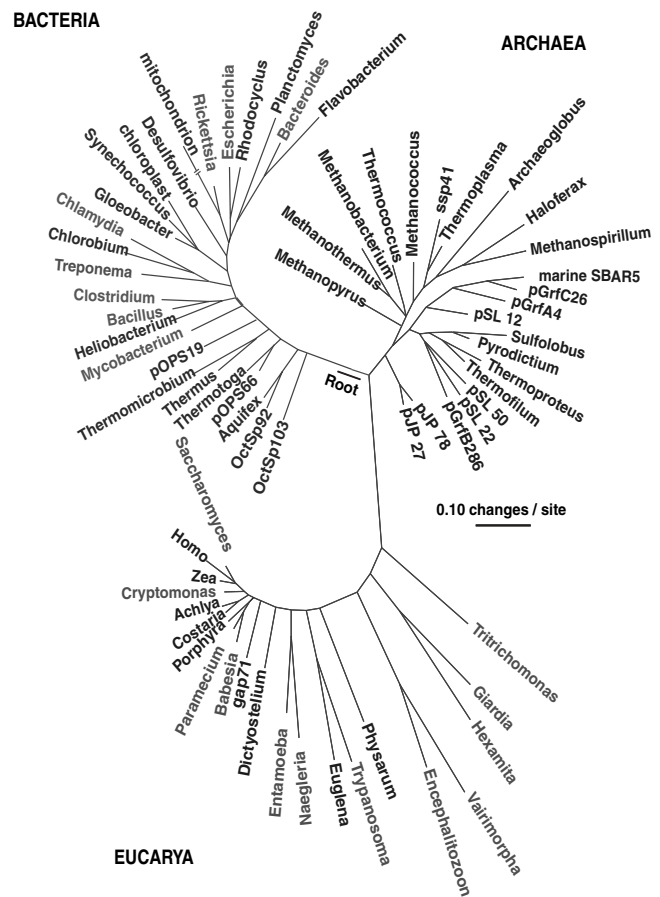 BACTERIA
ARCHAEA
mitochondrion
Rickettsia
Escherichia
Rhodocyclus
Planctomyces
Bacteroides
Flavobacterium
Desulfovibrio
chloroplast
Synechococcus
Gloeobacter
Chlamydia
Chlorobium
Treponema
Clostridium
Bacillus
Heliobacterium
Mycobacterium
pOPS19
Thermomicrobium
Thermus
Thermotoga
pOPS66
Aquifex
OctSp92
OctSp103
Root
Methanopyrus
Methanothermus
Methanobacterium
Thermococcus
Methanococcus
ssp41
Thermoplasma
Archaeoglobus
Haloferax
Methanospirillum
marine SBAR5
pGrfC26
pGrfA4
pSL 12
Sulfolobus
Pyrodictium
Thermoproteus
Thermofilum
pSL 50
pSL 22
pGrfB286
pJP 78
pJP 27
0.10 changes / site
Saccharomyces
Homo
Zea
Cryptomonas
Achlya
Costaria
Porphyra
Paramecium
Babesia
gap71
Dictyostelium
Entamoeba
Naegleria
Euglena
Trypanosoma
Physarum
Encephalitozoon
Vairimorpha
Hexamita
Giardia
Tritrichomonas
EUCARYA